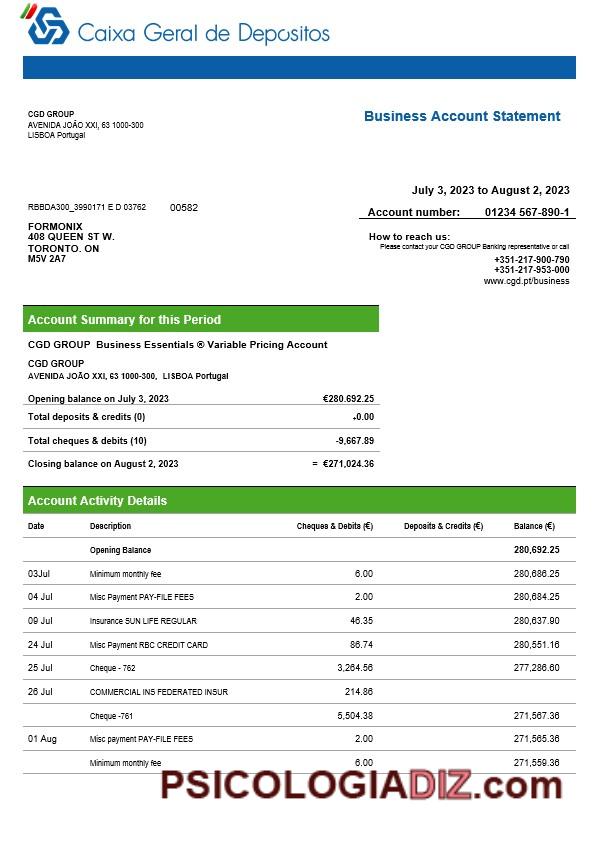 Caixa Geral de Depositos
CGD GROUP
AVENIDA JOÃO XXI, 63 1000-300
LISBOA Portugal
Business Account Statement
July 3, 2023 to August 2, 2023
RBBDA300_3990171 E D 03762 00582
Account number: 01234 567-890-1
FORMONIX
408 QUEEN ST W.
TORONTO. ON
M5V 2A7
How to reach us:
Please contact your CGD GROUP Banking representative or call
+351-217-900-790
+351-217-953-000
www.cgd.pt/business
Account Summary for this Period
CGD GROUP Business Essentials ® Variable Pricing Account
CGD GROUP
AVENIDA JOÃO XXI, 63 1000-300, LISBOA Portugal
Opening balance on July 3, 2023 €280.692.25
Total deposits & credits (0) +0.00
Total cheques & debits (10) -9,667.89
Closing balance on August 2, 2023 = €271,024.36
Account Activity Details
Date Description Cheques & Debits (€) Deposits & Credits (€) Balance (€)
Opening Balance 280,692.25
03Jul Minimum monthly fee 6.00 280,686.25
04 Jul Misc Payment PAY-FILE FEES 2.00 280,684.25
09 Jul Insurance SUN LIFE REGULAR 46.35 280,637.90
24 Jul Misc Payment RBC CREDIT CARD 86.74 280,551.16
25 Jul Cheque - 762 3,264.56 277,286.60
26 Jul COMMERCIAL INS FEDERATED INSUR 214.86
Cheque -761 5,504.38 271,567.36
01 Aug Misc payment PAY-FILE FEES 2.00 271,565.36
Minimum monthly fee 6.00 271,559.36
PSICOLOGIADIZ.com